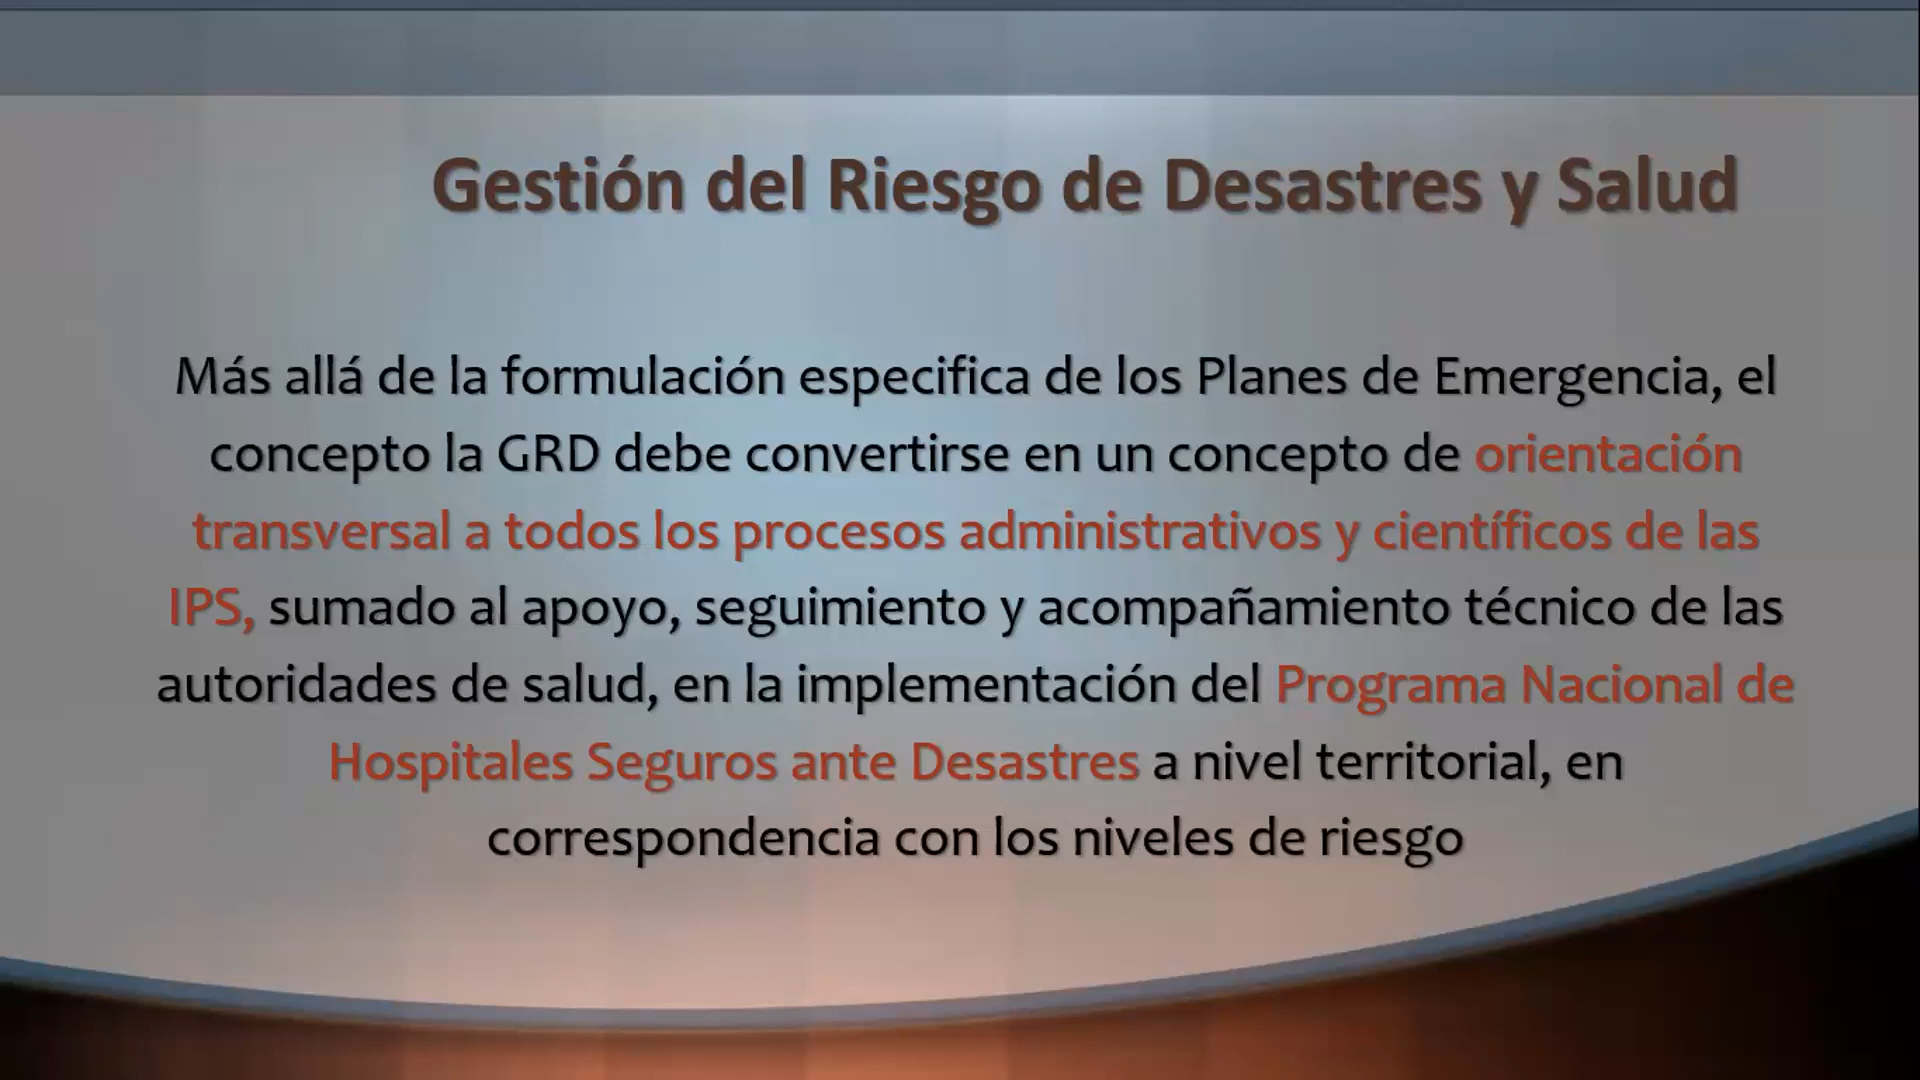 Gestión del Riesgo de Desastres y Salud
Más allá de la formulación especifica de los Planes de Emergencia, el
concepto la GRD debe convertirse en un concepto de orientación
transversal a todos los procesos administrativos y científicos de las
IPS, sumado al apoyo, seguimiento y acompañamiento técnico de las
autoridades de salud, en la implementación del Programa Nacional de
Hospitales Seguros ante Desastres a nivel territorial, en
correspondencia con los niveles de riesgo